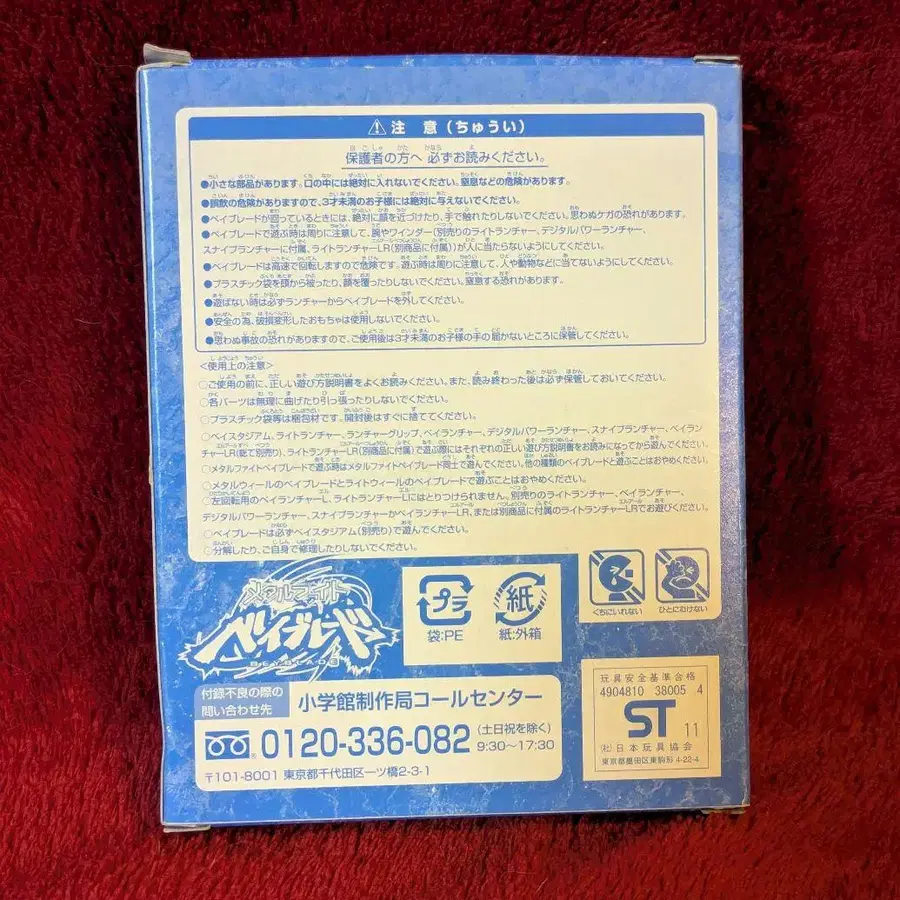 ⚠注 意(ちゅうい)
保護者の方へ 必ずお読みください。
●小さな部品があります。口の中には絶対に入れないでください。窒息などの危険があります。
●誤飲の危険がありますので、3才未満のお子様には絶対に与えないでください。
●ベイブレードが回っているときには、絶対に顔を近づけたり、手で触れたりしないでください。思わぬケガの恐れがあります。
●ベイブレードで遊ぶ時は周りに注意して、腕やワインダー(別売りのライトランチャー、デジタルパワーランチャー、
スナイプランチャーに付属、ライトランチャーLR(別商品に付属))が人に当たらないようにしてください。
●ベイブレードは高速で回転しますので危険です。遊ぶ時は周りに注意して、人や動物などに当てないようにしてください。
●プラスチック袋を頭から被ったり、顔を覆ったりしないでください。窒息する恐れがあります。
●遊ばない時は必ずランチャーからベイブレードを外してください。
●安全の為、破損変形したおもちゃは使用しないでください。
●思わぬ事故の恐れがありますので、ご使用後は3才未満のお子様の手の届かないところに保管してください。
<使用上の注意>
○ご使用の前に、正しい遊び方説明書をよくお読みください。また、読み終わった後は必ず保管しておいてください。
○各パーツは無理に曲げたり引っ張ったりしないでください。
○プラスチック袋等は梱包材です。開封後はすぐに捨ててください。
○ベイスタジアム、ライトランチャー、ランチャーグリップ、ベイランチャー、デジタルパワーランチャー、スナイプランチャー、ベイラン
チャーLR(総て別売り)、ライトランチャーLR(別商品に付属)で遊ぶ際にはそれぞれの正しい遊び方説明書をお読みになってから遊んでください。
○メタルファイトベイブレードで遊ぶ時はメタルファイトベイブレード同士で遊んでください。他の種類のベイブレードと遊ぶことはおやめください。
○メタルウィールのベイブレードとライトウィールのベイブレードで遊ぶことはおやめください。
○左回転用のベイランチャーL、ライトランチャーLにはとりつけられません。別売りのライトランチャー、ベイランチャー、
デジタルパワーランチャー、スナイプランチャーかベイランチャーLR、または別商品に付属のライトランチャーLRでお遊びください。
○ベイブレードは必ずベイスタジアム(別売り)で遊んでください。
○分解したり、ご自身で修理したりしないでください。
くちにいれない
ひとにむけない
メタルファイト
ベイブレード
BEYBLADE
プラ
袋:PE
紙
紙:外箱
付録不良の際の
問い合わせ先
小学館制作局コールセンター
0120-336-082
(土日祝を除く)
9:30〜17:30
〒101-8001 東京都千代田区一ツ橋2-3-1
玩具安全基準合格
4904810 38005 4
ST 11
(社)日本玩具協会
東京都墨田区東駒形4-22-4